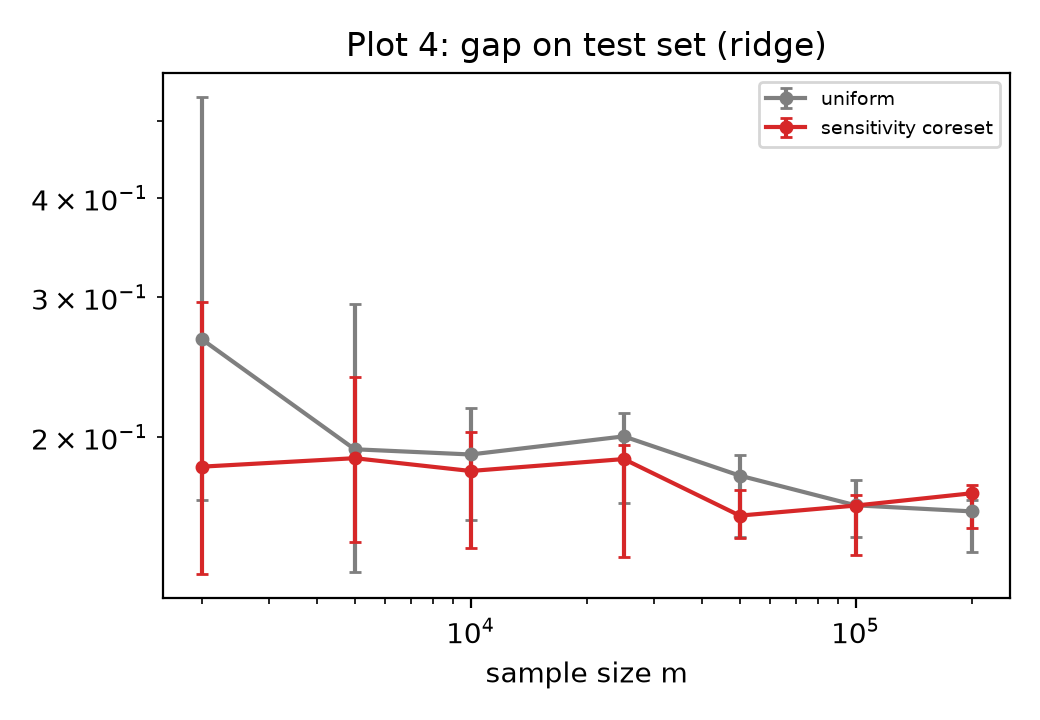 Plot 4: gap on test set (ridge)
uniform
sensitivity coreset
4 × 10⁻¹
3 × 10⁻¹
2 × 10⁻¹
10⁴ 10⁵
sample size m